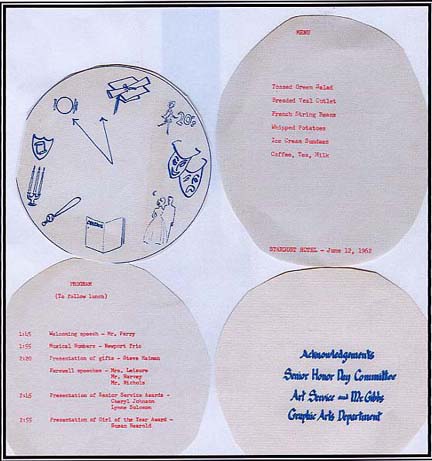 MENU
Tossed Green Salad
Breaded Veal Cutlet
French String Beans
Whipped Potatoes
Ice Cream Sundaes
Coffee, Tea, Milk
STARDUST HOTEL - June 12, 1962
PROGRAM
(To follow lunch)
1:45 Welcoming speech - Mr. Perry
1:55 Musical Numbers - Newport Trio
2:20 Presentation of gifts - Steve Naiman
Farewell speeches - Mrs. Leisure
Mr. Harvey
Mr. Nichols
2:45 Presentation of Senior Service Awards -
Cheryl Johnson
Lynne Solomon
2:55 Presentation of Girl of the Year Award -
Susan
Acknowledgements
Senior Honor Day Committee
Art Service and Mr. Gibbs
Graphic Arts Department